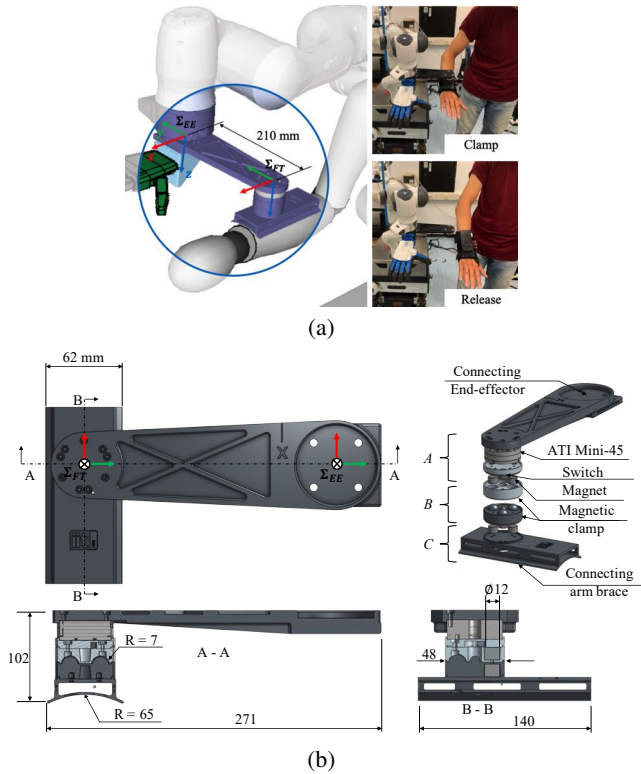 Σ_EE
210 mm
Σ_FT
z
Clamp
Release
(a)
62 mm
B
A
A
Σ_FT
Σ_EE
X
B
Connecting
End-effector
A
ATI Mini-45
Switch
Magnet
B
Magnetic
clamp
C
Connecting
arm brace
Ø12
102
R = 7
A - A
R = 65
271
48
B - B
140
(b)